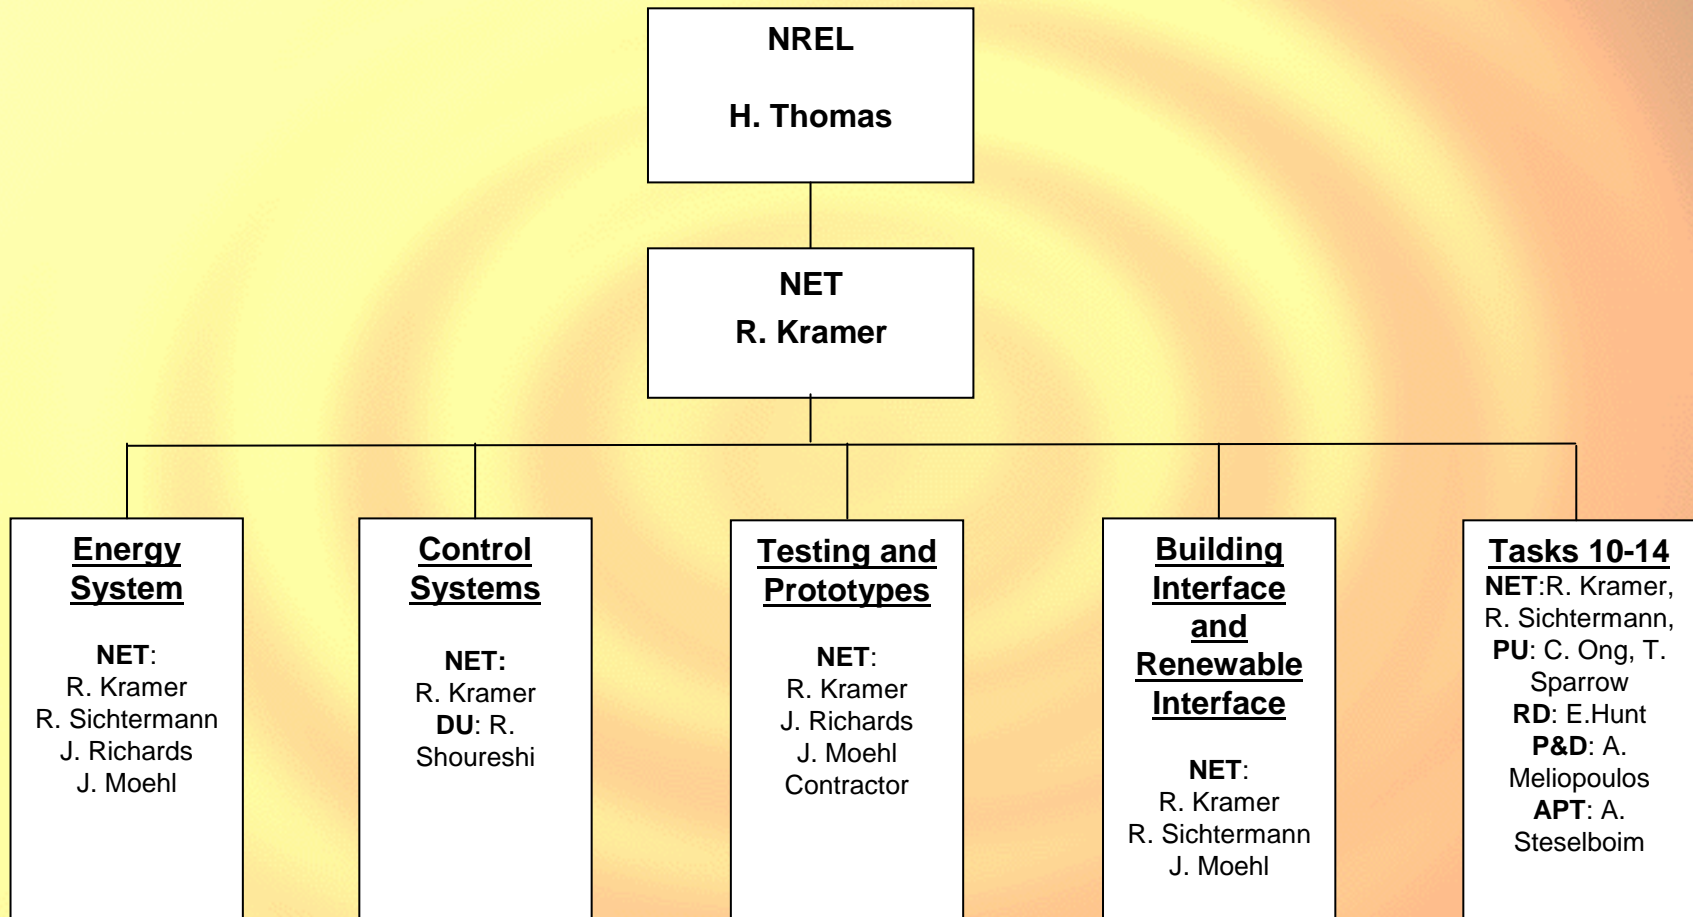 NREL
H. Thomas
NET
R. Kramer
Energy
System
NET:
R. Kramer
R. Sichtermann
J. Richards
J. Moehl
Control
Systems
NET:
R. Kramer
DU: R.
Shoureshi
Testing and
Prototypes
NET:
R. Kramer
J. Richards
J. Moehl
Contractor
Building
Interface
and
Renewable
Interface
NET:
R. Kramer
R. Sichtermann
J. Moehl
Tasks 10-14
NET:R. Kramer,
R. Sichtermann,
PU: C. Ong, T.
Sparrow
RD: E.Hunt
P&D: A.
Meliopoulos
APT: A.
Steselboim